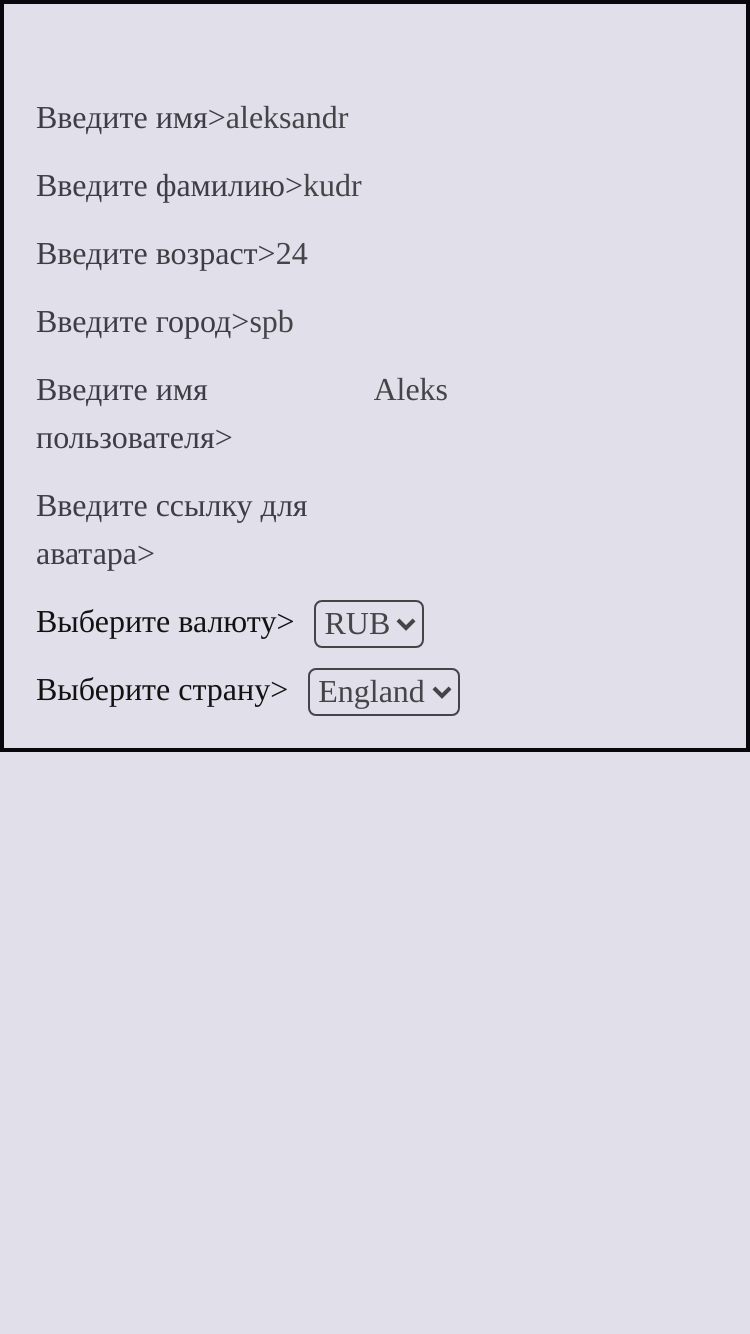 Введите имя>aleksandr
Введите фамилию>kudr
Введите возраст>24
Введите город>spb
Введите имя Aleks
пользователя>
Введите ссылку для
аватара>
Выберите валюту> RUB
Выберите страну> England